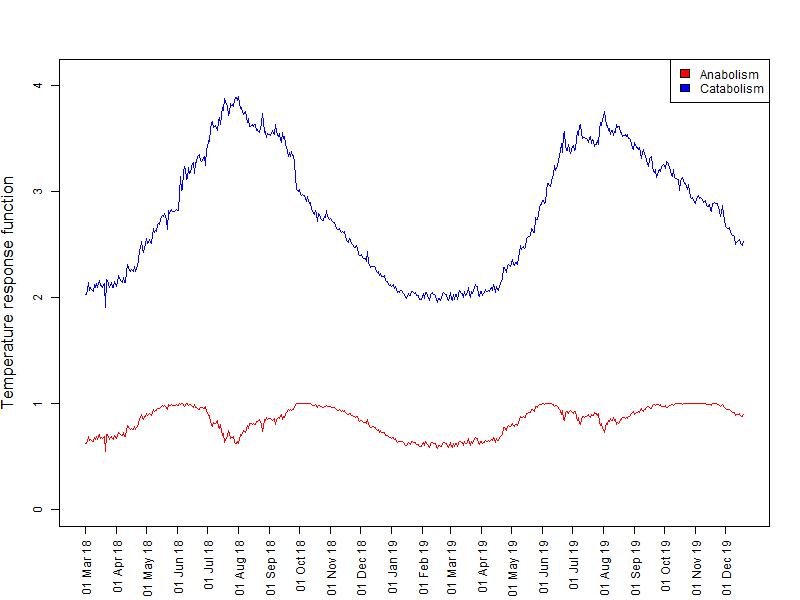 Anabolism
Catabolism
Temperature response function
4
3
2
1
0
01 Mar 18
01 Apr 18
01 May 18
01 Jun 18
01 Jul 18
01 Aug 18
01 Sep 18
01 Oct 18
01 Nov 18
01 Dec 18
01 Jan 19
01 Feb 19
01 Mar 19
01 Apr 19
01 May 19
01 Jun 19
01 Jul 19
01 Aug 19
01 Sep 19
01 Oct 19
01 Nov 19
01 Dec 19